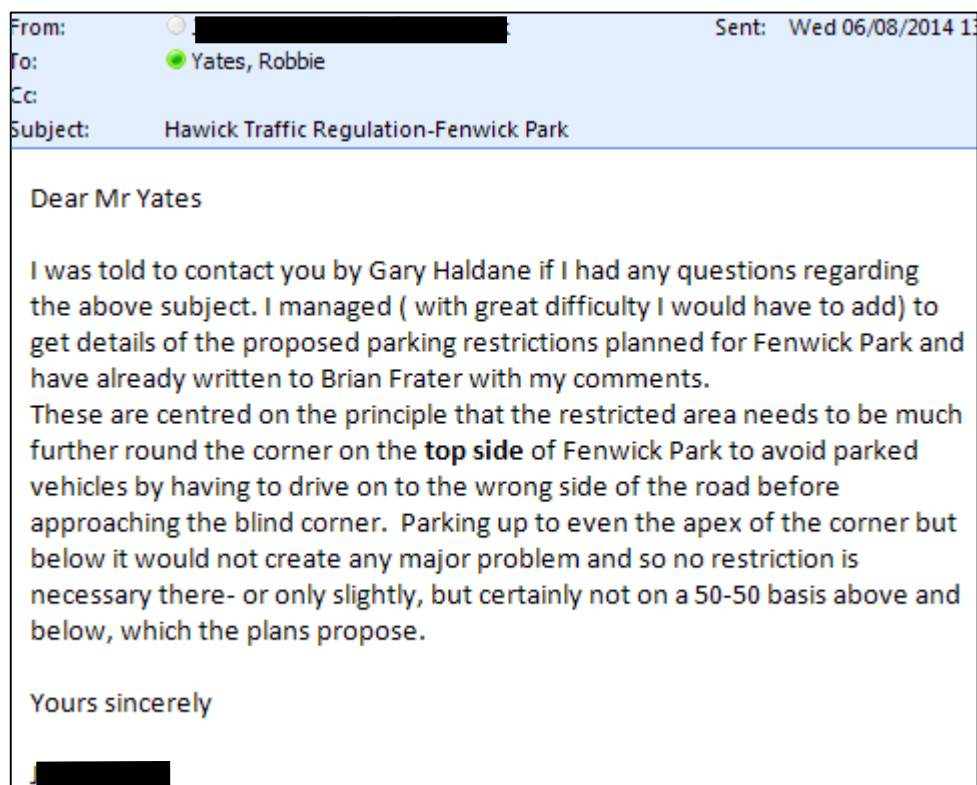 From: Sent: Wed 06/08/2014 13
To: Yates, Robbie
Cc:
Subject: Hawick Traffic Regulation-Fenwick Park
Dear Mr Yates
I was told to contact you by Gary Haldane if I had any questions regarding
the above subject. I managed ( with great difficulty I would have to add) to
get details of the proposed parking restrictions planned for Fenwick Park and
have already written to Brian Frater with my comments.
These are centred on the principle that the restricted area needs to be much
further round the corner on the top side of Fenwick Park to avoid parked
vehicles by having to drive on to the wrong side of the road before
approaching the blind corner.  Parking up to even the apex of the corner but
below it would not create any major problem and so no restriction is
necessary there- or only slightly, but certainly not on a 50-50 basis above and
below, which the plans propose.
Yours sincerely